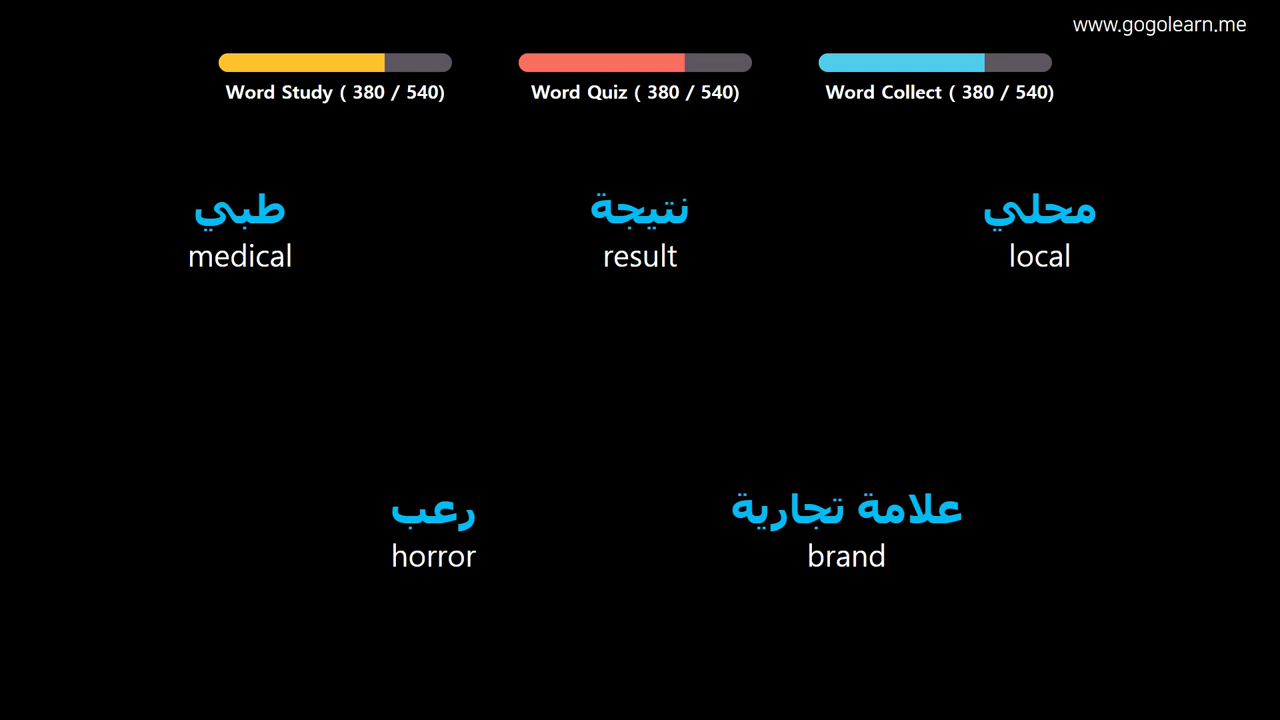 www.gogolearn.me
Word Study ( 380 / 540)
Word Quiz ( 380 / 540)
Word Collect ( 380 / 540)
طبي
medical
نتيجة
result
محلي
local
رعب
horror
علامة تجارية
brand